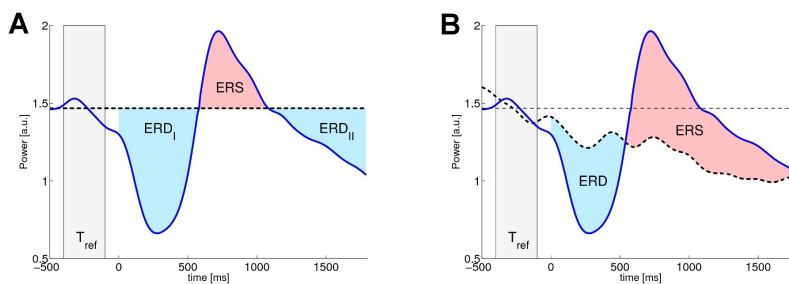 A
Power [a.u.]
2
1.5
1
0.5
ERS
ERD_I
ERD_II
T_ref
−500
0
500
1000
1500
time [ms]
B
Power [a.u.]
2
1.5
1
0.5
ERS
ERD
T_ref
−500
0
500
1000
1500
time [ms]